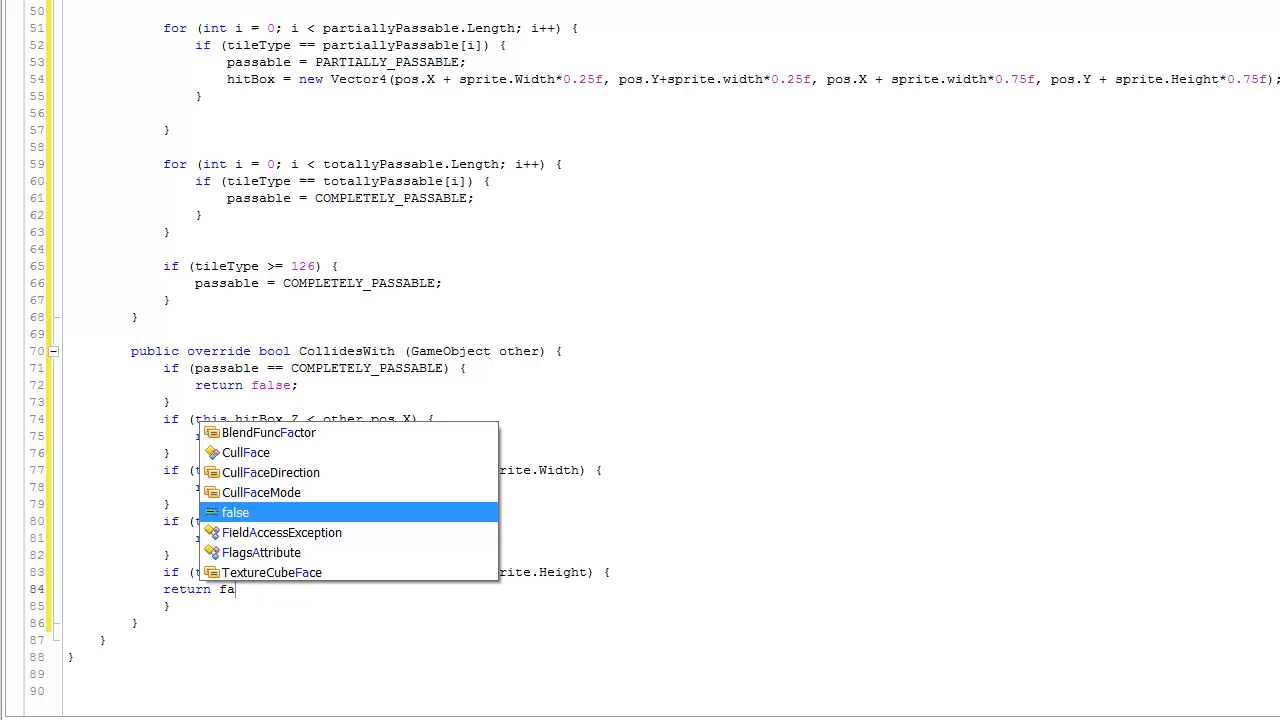 50
51 for (int i = 0; i < partiallyPassable.Length; i++) {
52 if (tileType == partiallyPassable[i]) {
53 passable = PARTIALLY_PASSABLE;
54 hitBox = new Vector4(pos.X + sprite.Width*0.25f, pos.Y+sprite.width*0.25f, pos.X + sprite.width*0.75f, pos.Y + sprite.Height*0.75f);
55 }
56
57 }
58
59 for (int i = 0; i < totallyPassable.Length; i++) {
60 if (tileType == totallyPassable[i]) {
61 passable = COMPLETELY_PASSABLE;
62 }
63 }
64
65 if (tileType >= 126) {
66 passable = COMPLETELY_PASSABLE;
67 }
68 }
69
70 public override bool CollidesWith (GameObject other) {
71 if (passable == COMPLETELY_PASSABLE) {
72 return false;
73 }
74 if (this.hitBox.Z < other.pos.X) {
75
BlendFuncFactor
76 }
CullFace
77 if (t rite.Width) {
CullFaceDirection
78
CullFaceMode
79 }
false
80 if (t
81
FieldAccessException
82 }
FlagsAttribute
83 if (t rite.Height) {
TextureCubeFace
84 return fa
85 }
86 }
87 }
88 }
89
90